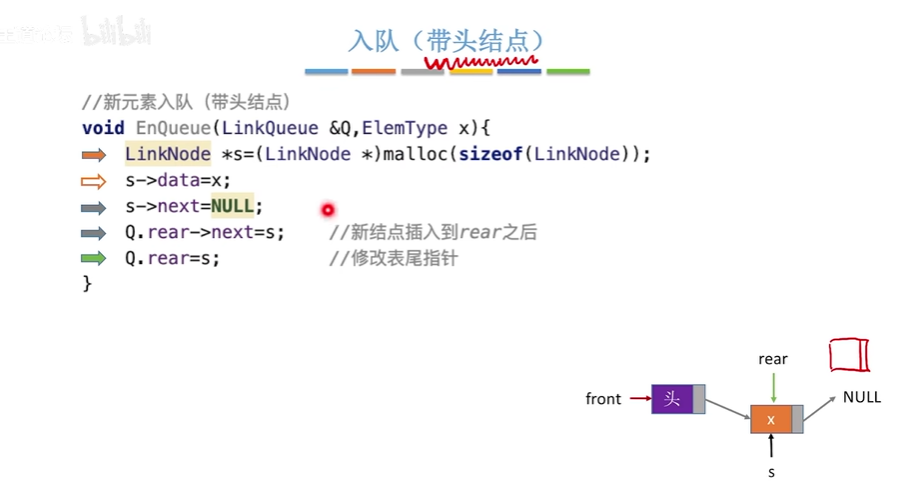 bilibili
入队（带头结点）
//新元素入队（带头结点）
void EnQueue(LinkQueue &Q,ElemType x){
LinkNode *s=(LinkNode *)malloc(sizeof(LinkNode));
s->data=x;
s->next=NULL;
Q.rear->next=s; //新结点插入到rear之后
Q.rear=s; //修改表尾指针
}
rear
front 头 NULL
x
s